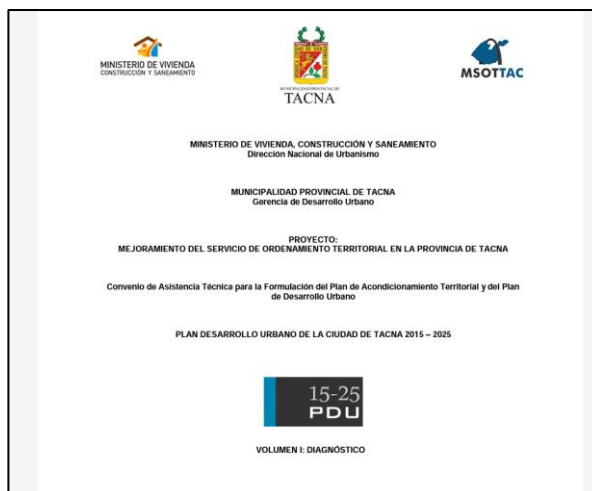 MINISTERIO DE VIVIENDA
CONSTRUCCIÓN Y SANEAMIENTO
MUNICIPALIDAD PROVINCIAL DE
TACNA
MSOTTAC
MINISTERIO DE VIVIENDA, CONSTRUCCIÓN Y SANEAMIENTO
Dirección Nacional de Urbanismo
MUNICIPALIDAD PROVINCIAL DE TACNA
Gerencia de Desarrollo Urbano
PROYECTO:
MEJORAMIENTO DEL SERVICIO DE ORDENAMIENTO TERRITORIAL EN LA PROVINCIA DE TACNA
Convenio de Asistencia Técnica para la Formulación del Plan de Acondicionamiento Territorial y del Plan
de Desarrollo Urbano
PLAN DESARROLLO URBANO DE LA CIUDAD DE TACNA 2015 – 2025
15-25
PDU
VOLUMEN I: DIAGNÓSTICO